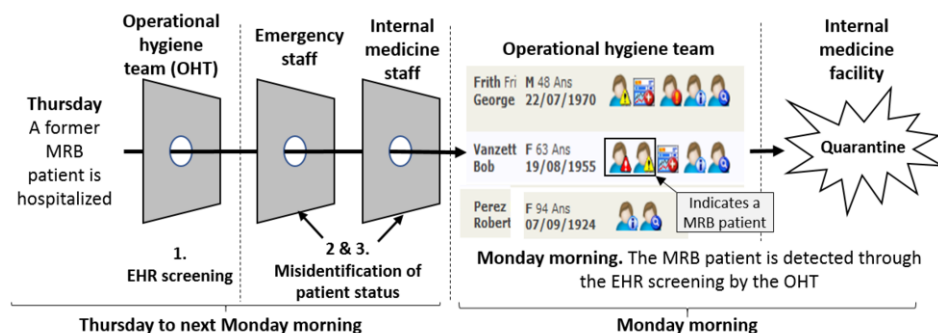 Operational
hygiene
team (OHT)
Emergency
staff
Internal
medicine
staff
Operational hygiene team
Internal
medicine
facility
Thursday
A former
MRB
patient is
hospitalized
Frith Fri M 48 Ans
George 22/07/1970
Vanzett F 63 Ans
Bob 19/08/1955
Perez F 94 Ans
Robert 07/09/1924
Indicates a
MRB patient
Quarantine
1.
EHR screening
2 & 3.
Misidentification of
patient status
Monday morning. The MRB patient is detected through
the EHR screening by the OHT
Thursday to next Monday morning
Monday morning